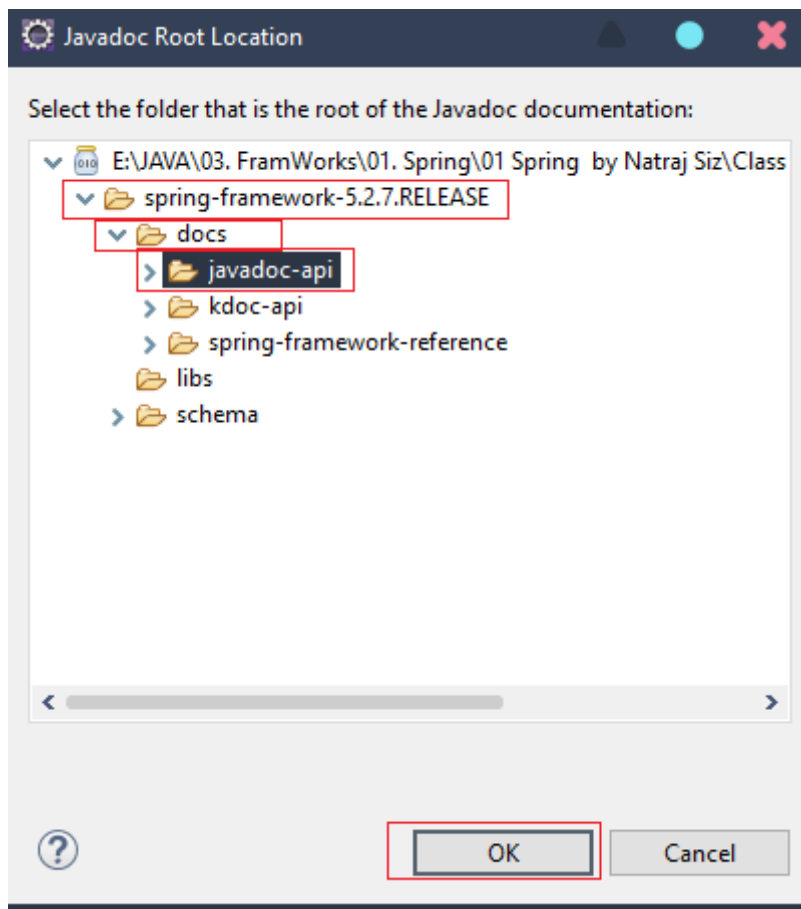 Javadoc Root Location
Select the folder that is the root of the Javadoc documentation:
E:\JAVA\03. FramWorks\01. Spring\01 Spring  by Natraj Siz\Class
spring-framework-5.2.7.RELEASE
docs
javadoc-api
kdoc-api
spring-framework-reference
libs
schema
?
OK Cancel